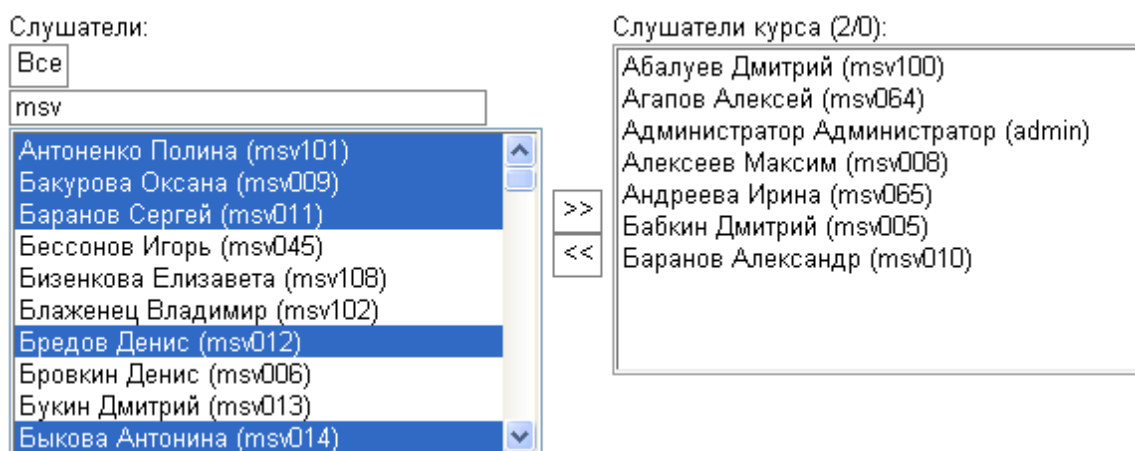 Слушатели:
Все
msv
Антоненко Полина (msv101)
Бакурова Оксана (msv009)
Баранов Сергей (msv011)
Бессонов Игорь (msv045)
Бизенкова Елизавета (msv108)
Блаженец Владимир (msv102)
Бредов Денис (msv012)
Бровкин Денис (msv006)
Букин Дмитрий (msv013)
Быкова Антонина (msv014)
>>
<<
Слушатели курса (2/0):
Абалуев Дмитрий (msv100)
Агапов Алексей (msv064)
Администратор Администратор (admin)
Алексеев Максим (msv008)
Андреева Ирина (msv065)
Бабкин Дмитрий (msv005)
Баранов Александр (msv010)